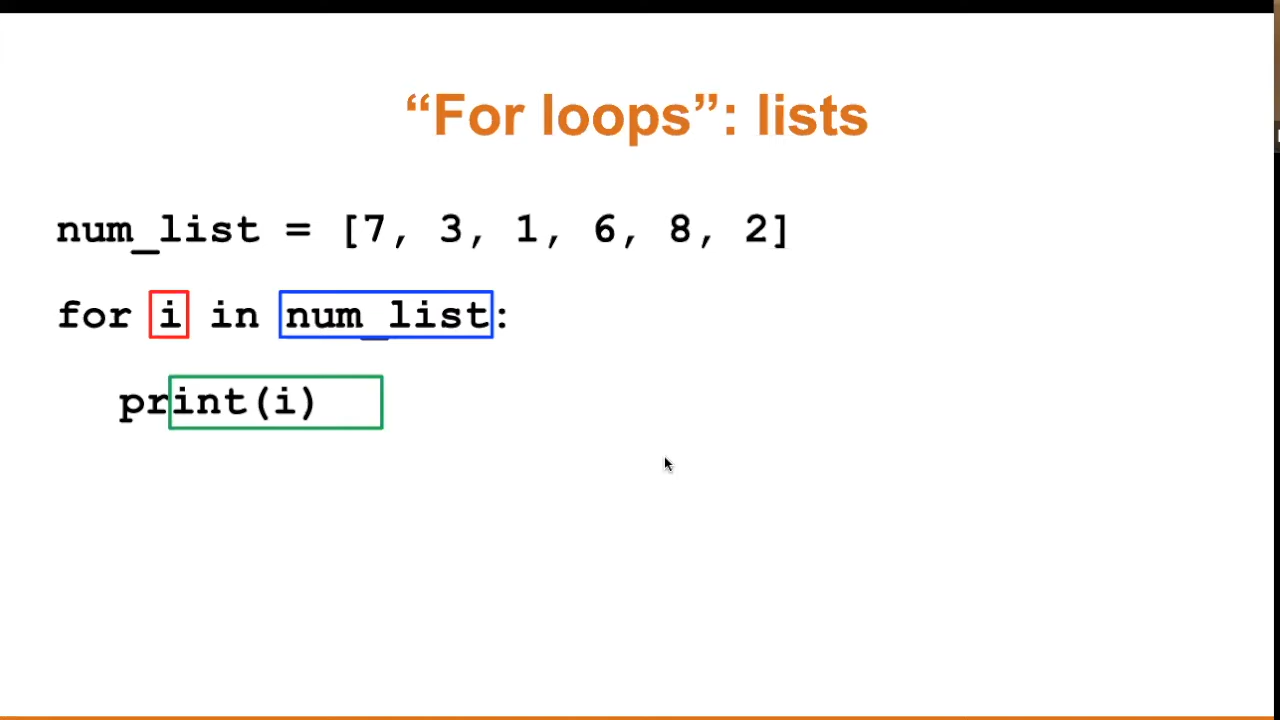 “For loops”: lists
num_list = [7, 3, 1, 6, 8, 2]
for i in num_list:
print(i)